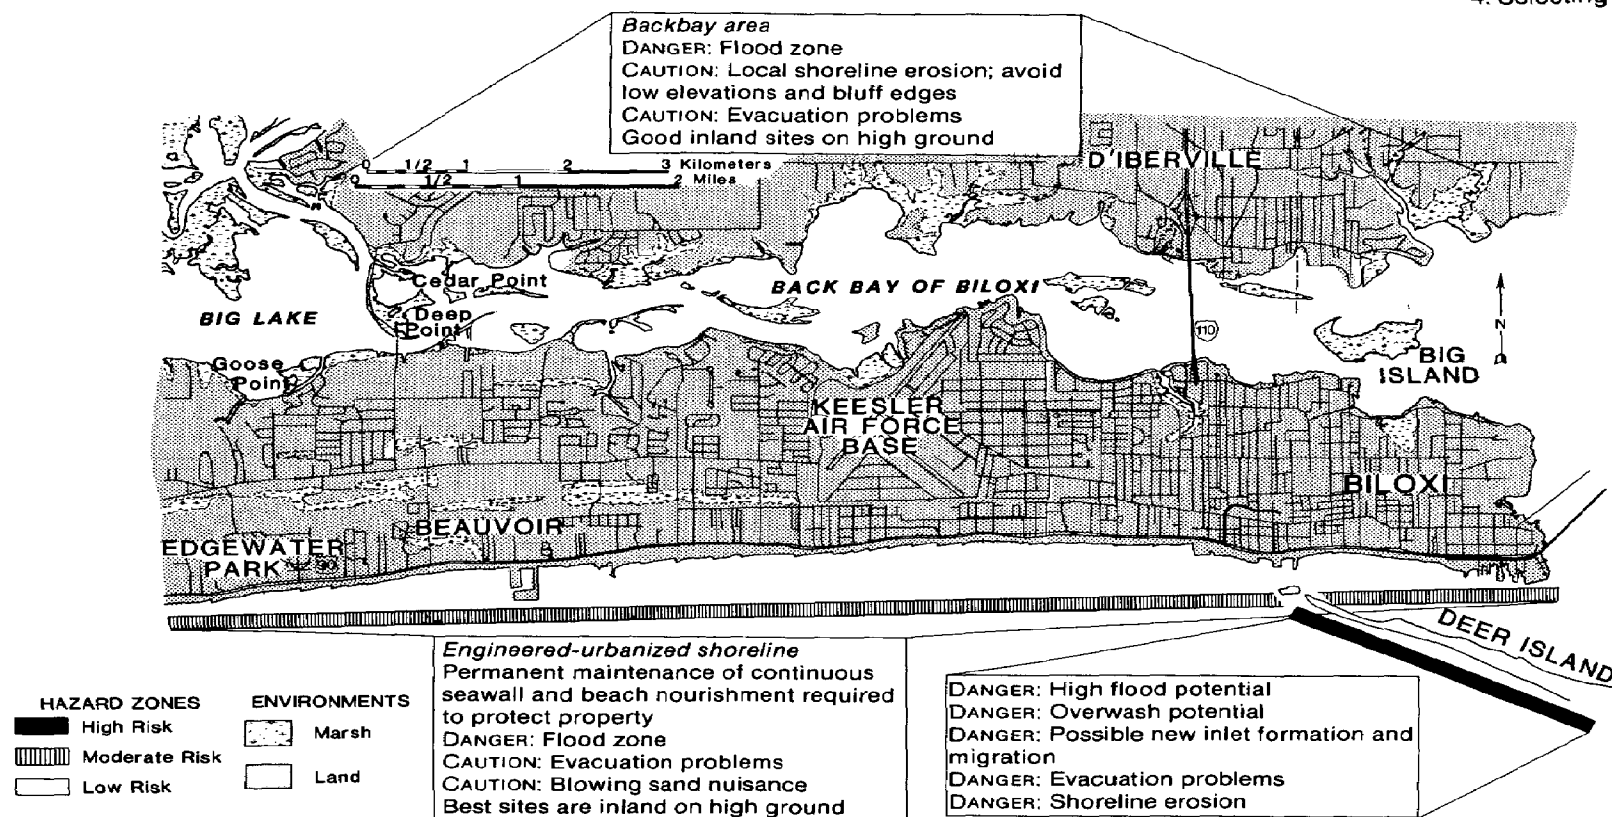 4. Selecting
Backbay area
DANGER: Flood zone
CAUTION: Local shoreline erosion; avoid
low elevations and bluff edges
CAUTION: Evacuation problems
Good inland sites on high ground
0 1/2 1 2 3 Kilometers
0 1/2 1 2 Miles
D'IBERVILLE
Cedar Point
BACK BAY OF BILOXI
BIG LAKE
Deep
Point
110
N
Goose
Point
BIG
ISLAND
KEESLER
AIR FORCE
BASE
BILOXI
BEAUVOIR
EDGEWATER
PARK
90
DEER ISLAND
Engineered-urbanized shoreline
Permanent maintenance of continuous
seawall and beach nourishment required
to protect property
DANGER: Flood zone
CAUTION: Evacuation problems
CAUTION: Blowing sand nuisance
Best sites are inland on high ground
DANGER: High flood potential
DANGER: Overwash potential
DANGER: Possible new inlet formation and
migration
DANGER: Evacuation problems
DANGER: Shoreline erosion
HAZARD ZONES
High Risk
Moderate Risk
Low Risk
ENVIRONMENTS
Marsh
Land